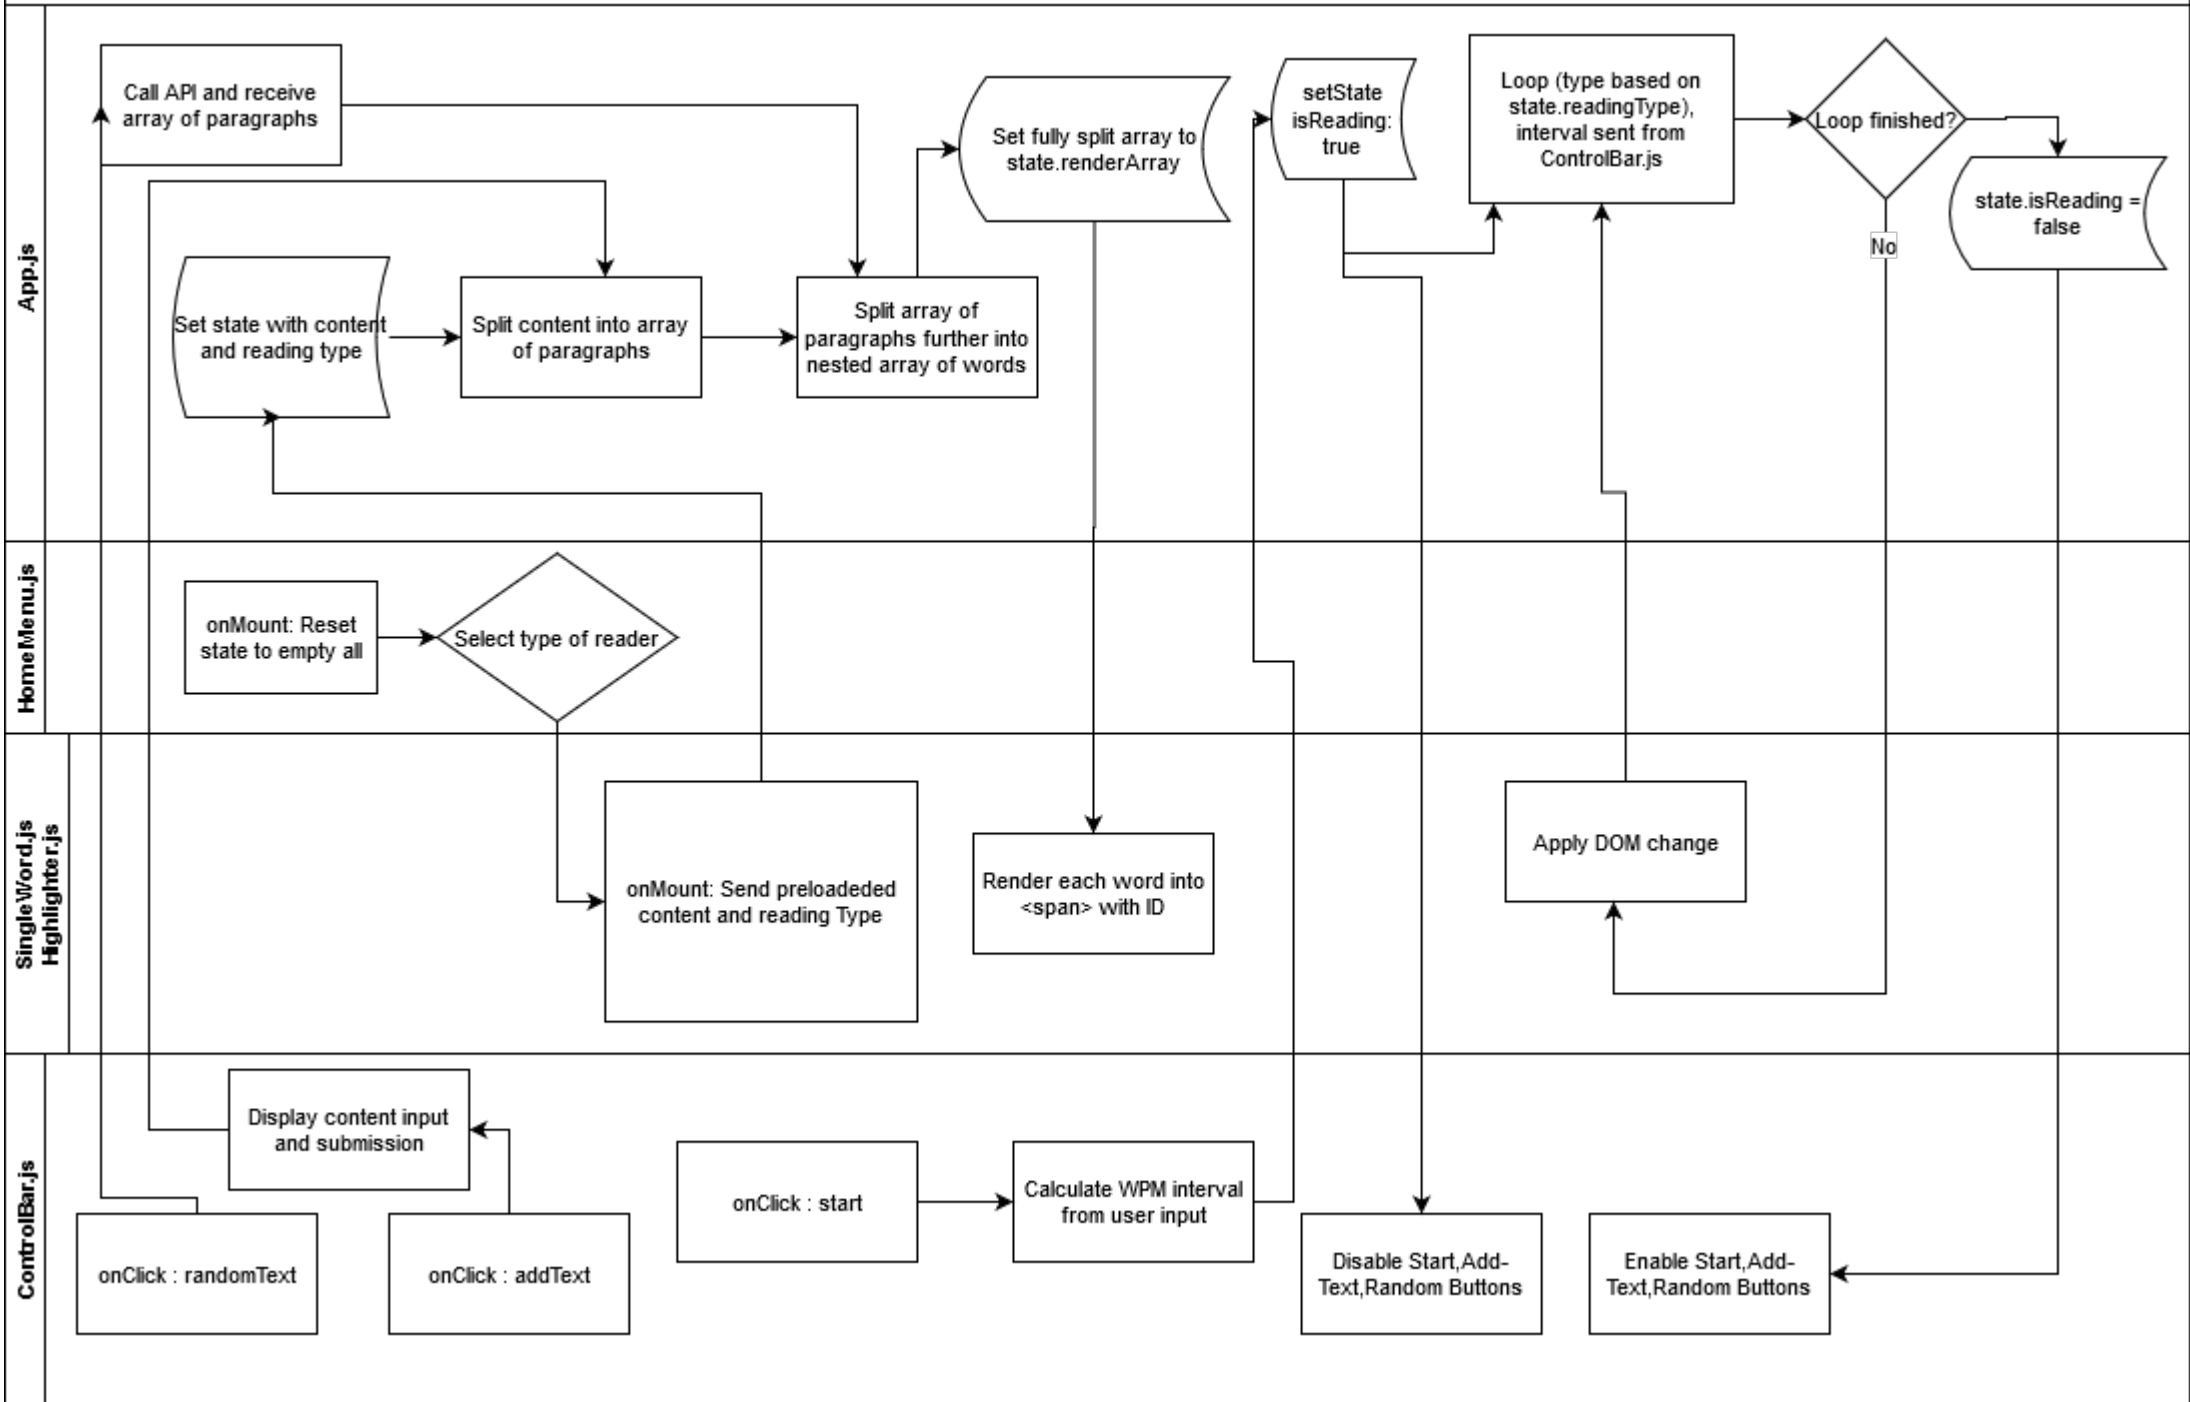 App.js
Call API and receive
array of paragraphs
Set fully split array to
state.renderArray
setState
isReading:
true
Loop (type based on
state.readingType),
interval sent from
ControlBar.js
Loop finished?
No
state.isReading =
false
Set state with content
and reading type
Split content into array
of paragraphs
Split array of
paragraphs further into
nested array of words
HomeMenu.js
onMount: Reset
state to empty all
Select type of reader
SingleWord.js
Highlighter.js
onMount: Send preloadeded
content and reading Type
Render each word into
<span> with ID
Apply DOM change
ControlBar.js
Display content input
and submission
onClick : randomText
onClick : addText
onClick : start
Calculate WPM interval
from user input
Disable Start,Add-
Text,Random Buttons
Enable Start,Add-
Text,Random Buttons